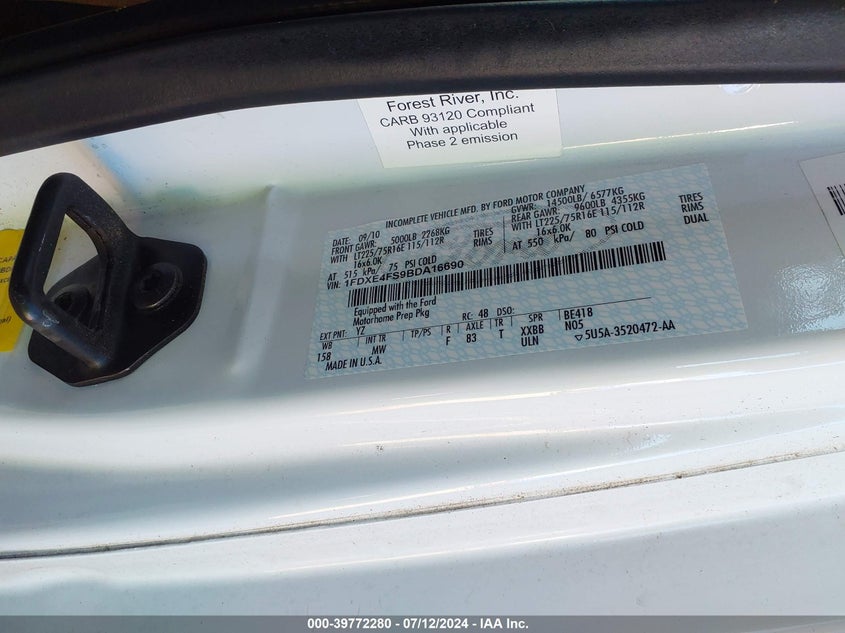 Forest River, Inc.
CARB 93120 Compliant
With applicable
Phase 2 emission
INCOMPLETE VEHICLE MFD. BY FORD MOTOR COMPANY
DATE: 09/10 GVWR: 14500LB/ 6577KG
FRONT GAWR: 5000LB 2268KG REAR GAWR: 9600LB 4355KG
WITH LT225/75R16E 115/112R TIRES WITH LT225/75R16E 115/112R TIRES
16x6.0K RIMS 16x6.0K RIMS
AT 515 kPa/ 75 PSI COLD AT 550 kPa/ 80 PSI COLD DUAL
VIN: 1FDXE4FS9BDA16690
Equipped with the Ford
Motorhome Prep Pkg
EXT PNT: YZ RC: 48 DSO:
WB INT TR TP/PS R AXLE TR SPR BE418
158 MW F 83 T XXBB N05
ULN
MADE IN U.S.A. ▽5U5A-3520472-AA
000-39772280 - 07/12/2024 - IAA Inc.